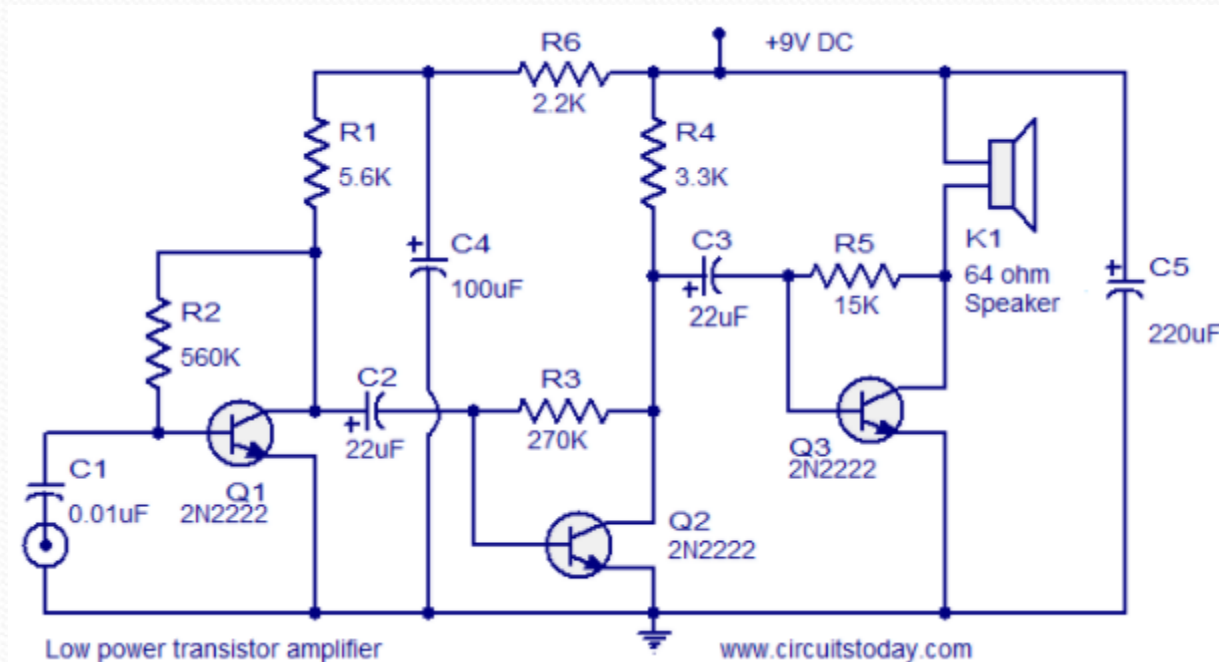 R6
+9V DC
2.2K
R1
5.6K
R4
3.3K
+
C4
100uF
C3
+
22uF
R5
15K
K1
64 ohm
Speaker
+
C5
220uF
R2
560K
C2
+
22uF
R3
270K
Q3
2N2222
C1
0.01uF
Q1
2N2222
Q2
2N2222
Low power transistor amplifier
www.circuitstoday.com